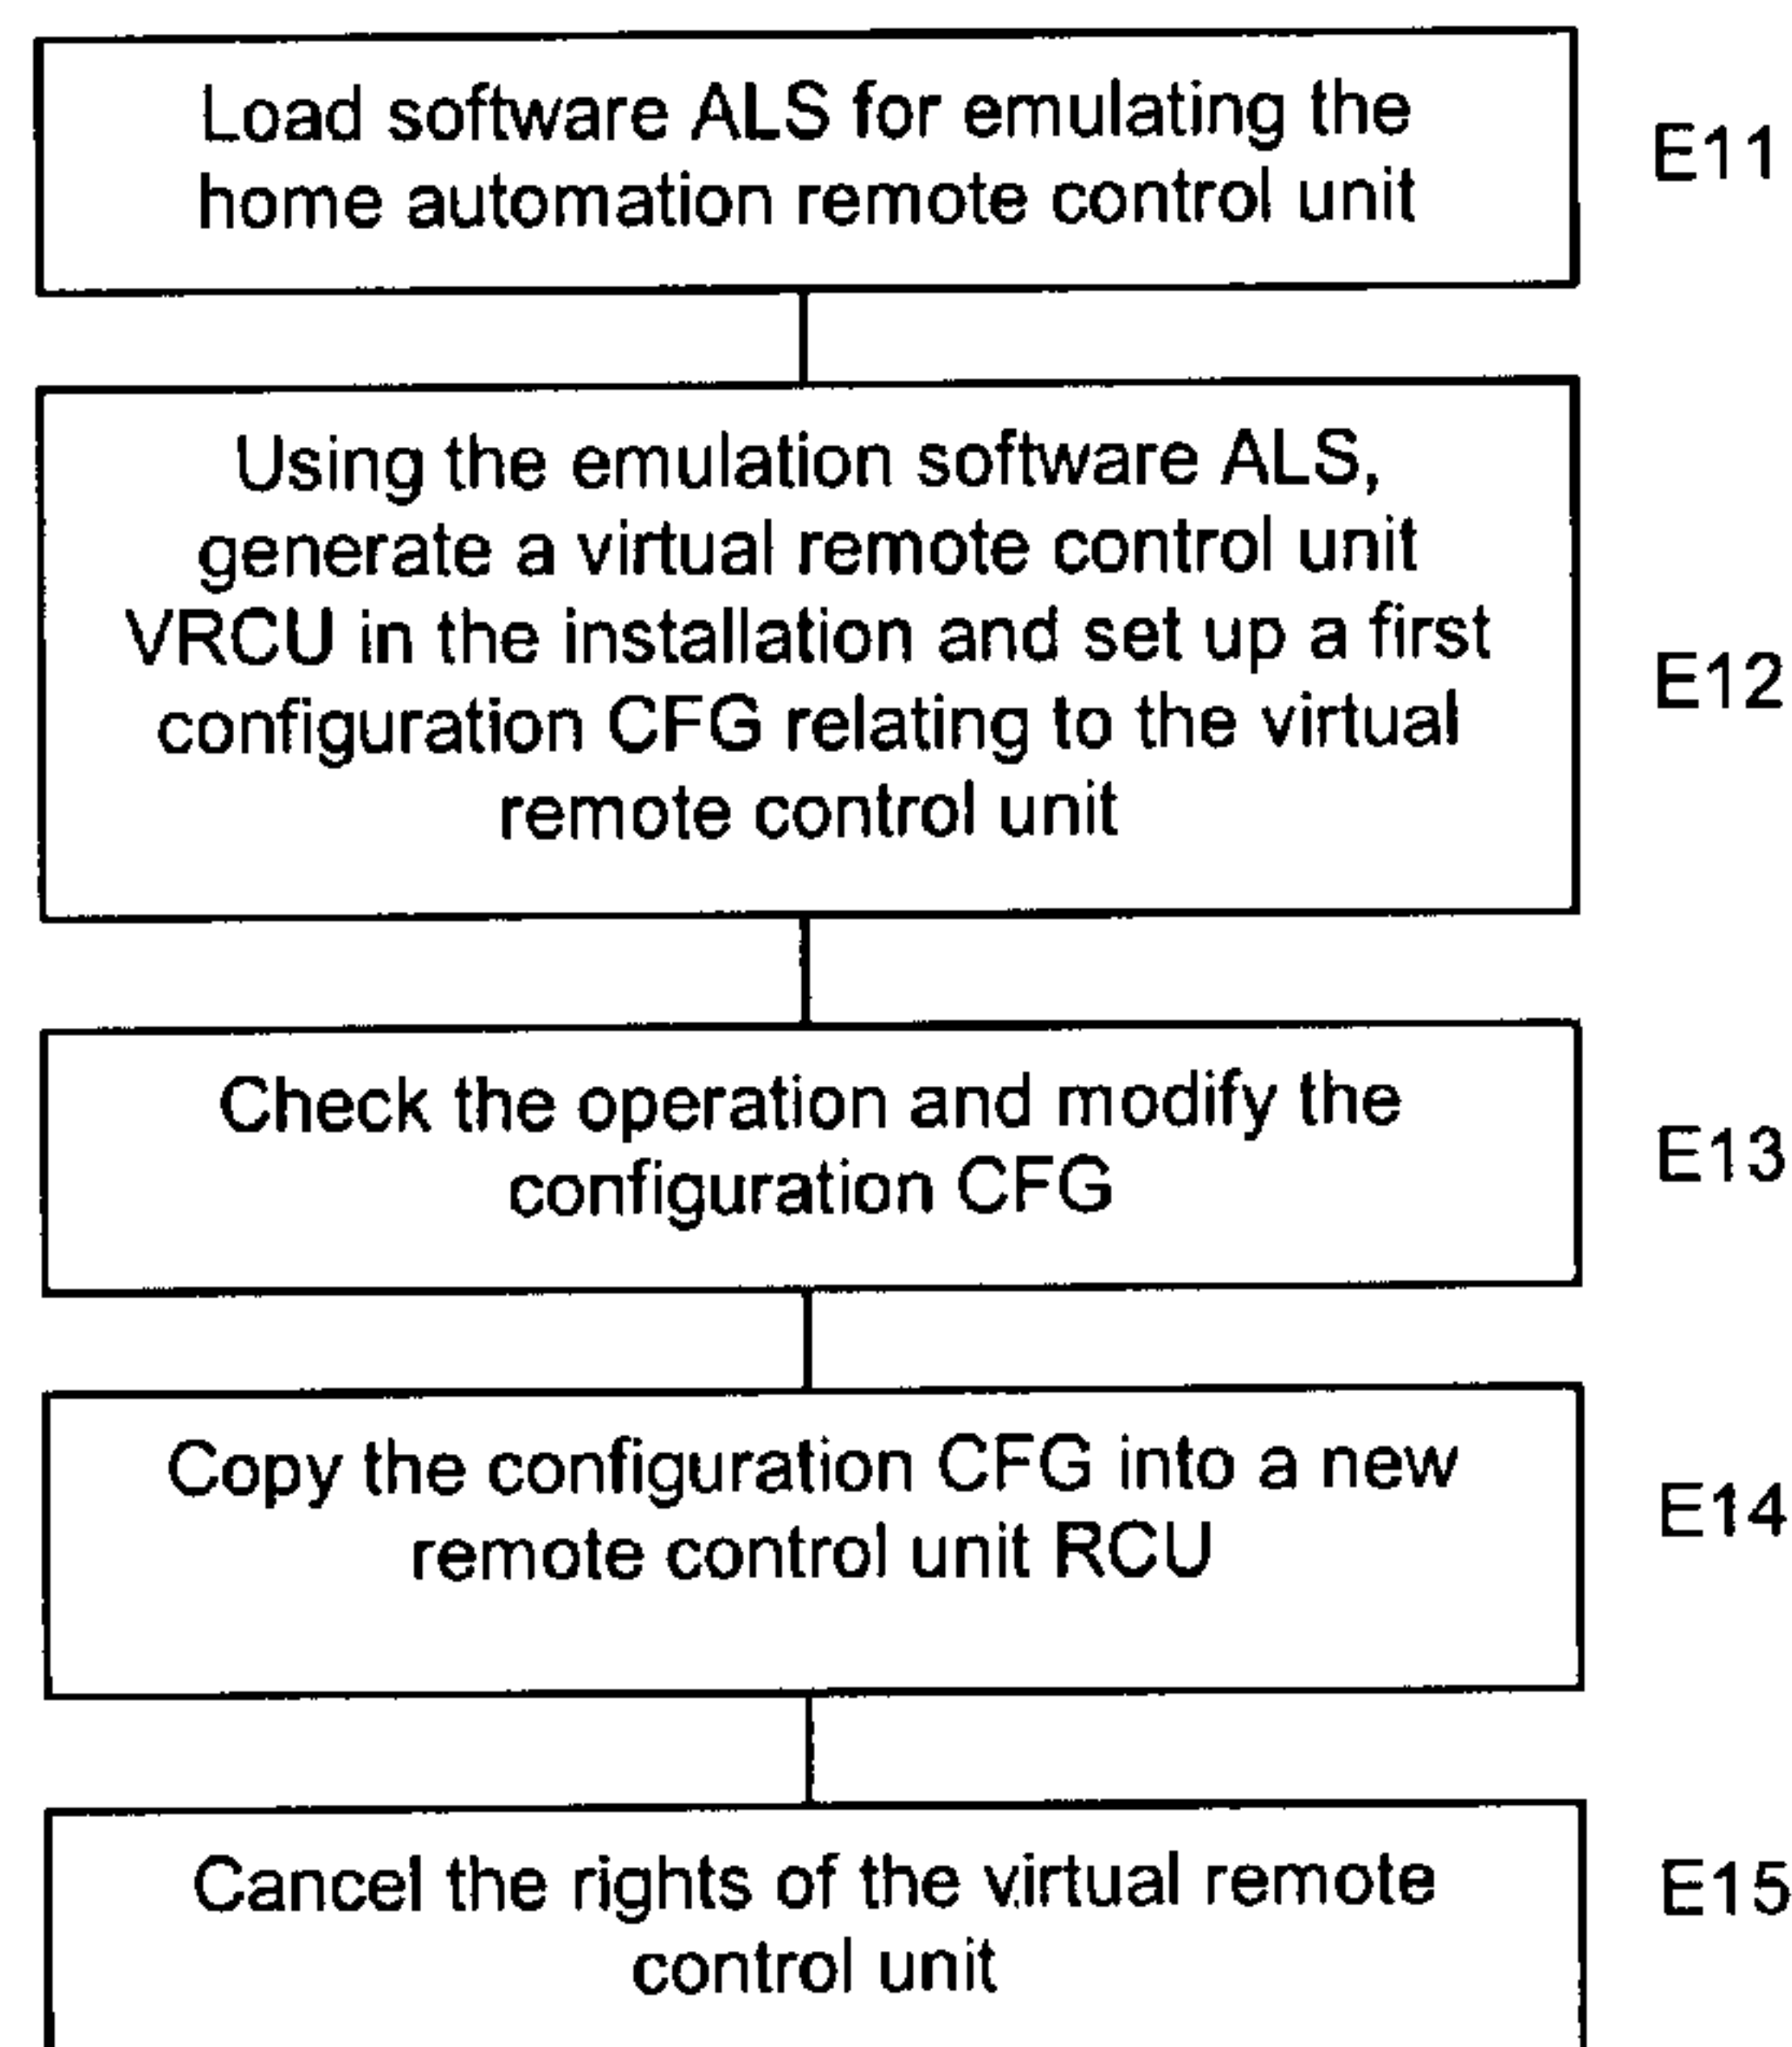 Load software ALS for emulating the
home automation remote control unit
E11
Using the emulation software ALS,
generate a virtual remote control unit
VRCU in the installation and set up a first
configuration CFG relating to the virtual
remote control unit
E12
Check the operation and modify the
configuration CFG
E13
Copy the configuration CFG into a new
remote control unit RCU
E14
Cancel the rights of the virtual remote
control unit
E15